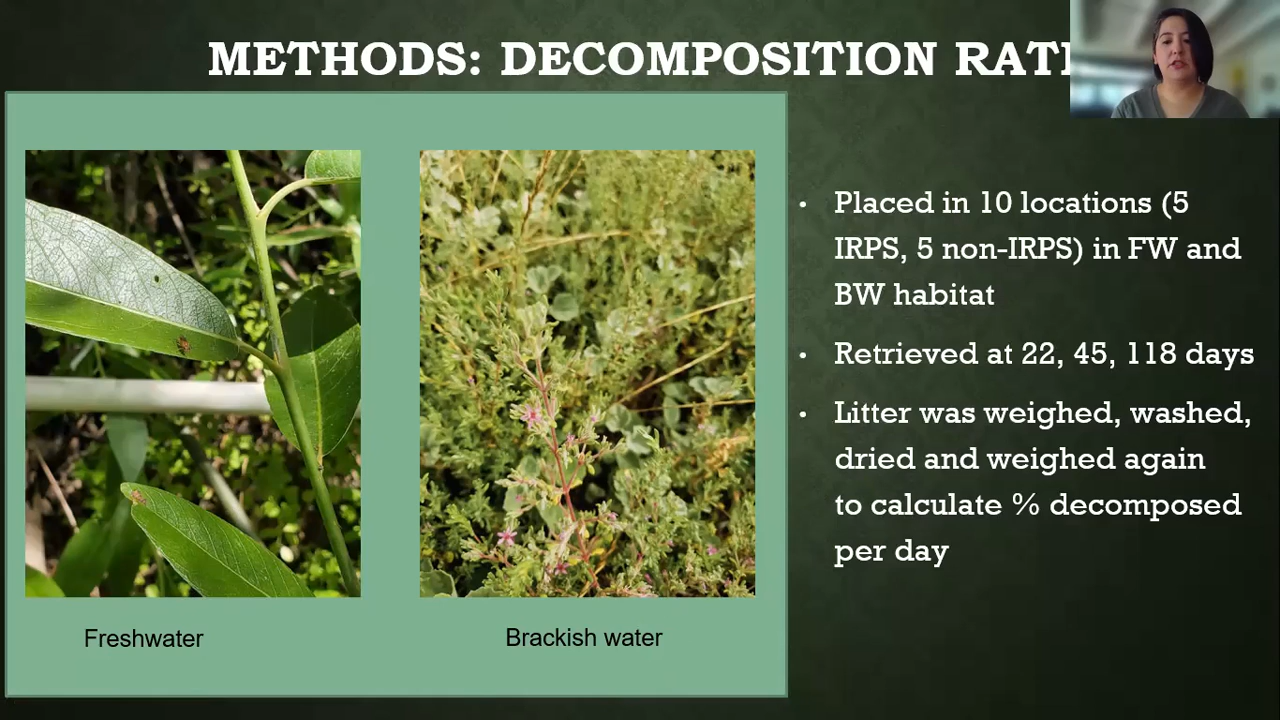 METHODS: DECOMPOSITION
Placed in 10 locations (5
IRPS, 5 non-IRPS) in FW and
BW habitat
Retrieved at 22, 45, 118 days
Litter was weighed, washed,
dried and weighed again
to calculate % decomposed
per day
Freshwater
Brackish water